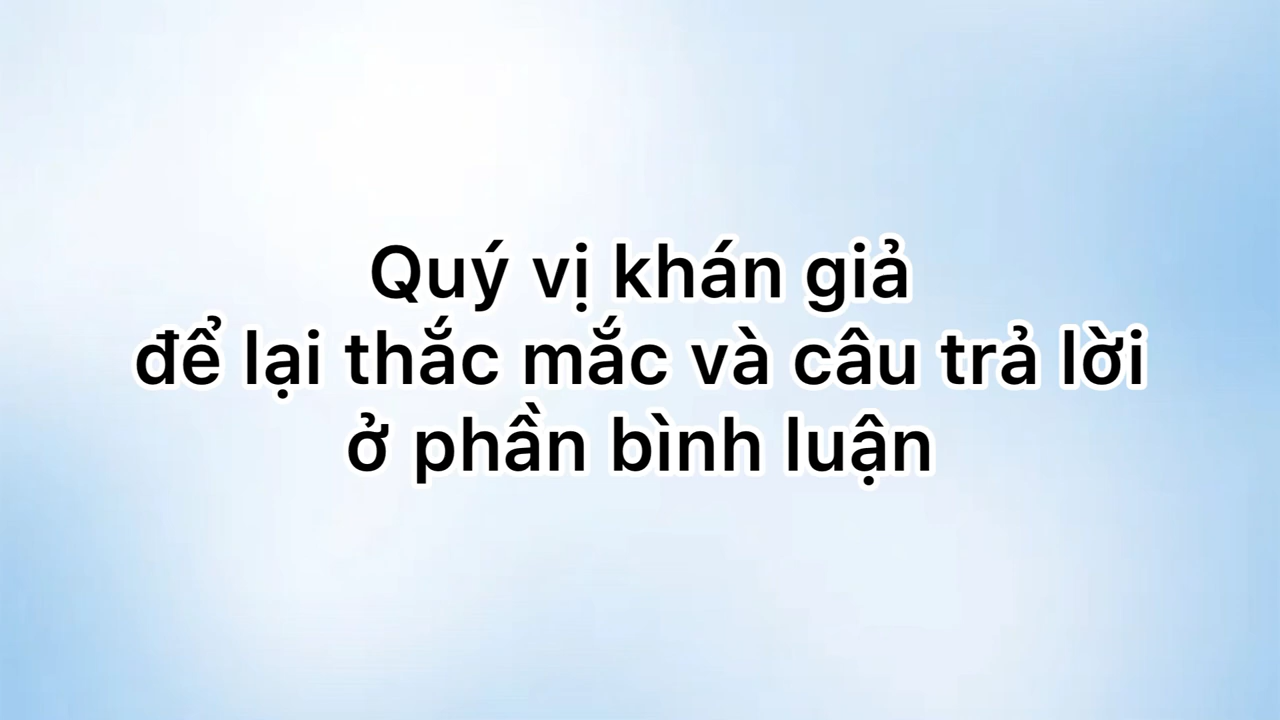 Quý vị khán giả
để lại thắc mắc và câu trả lời
ở phần bình luận